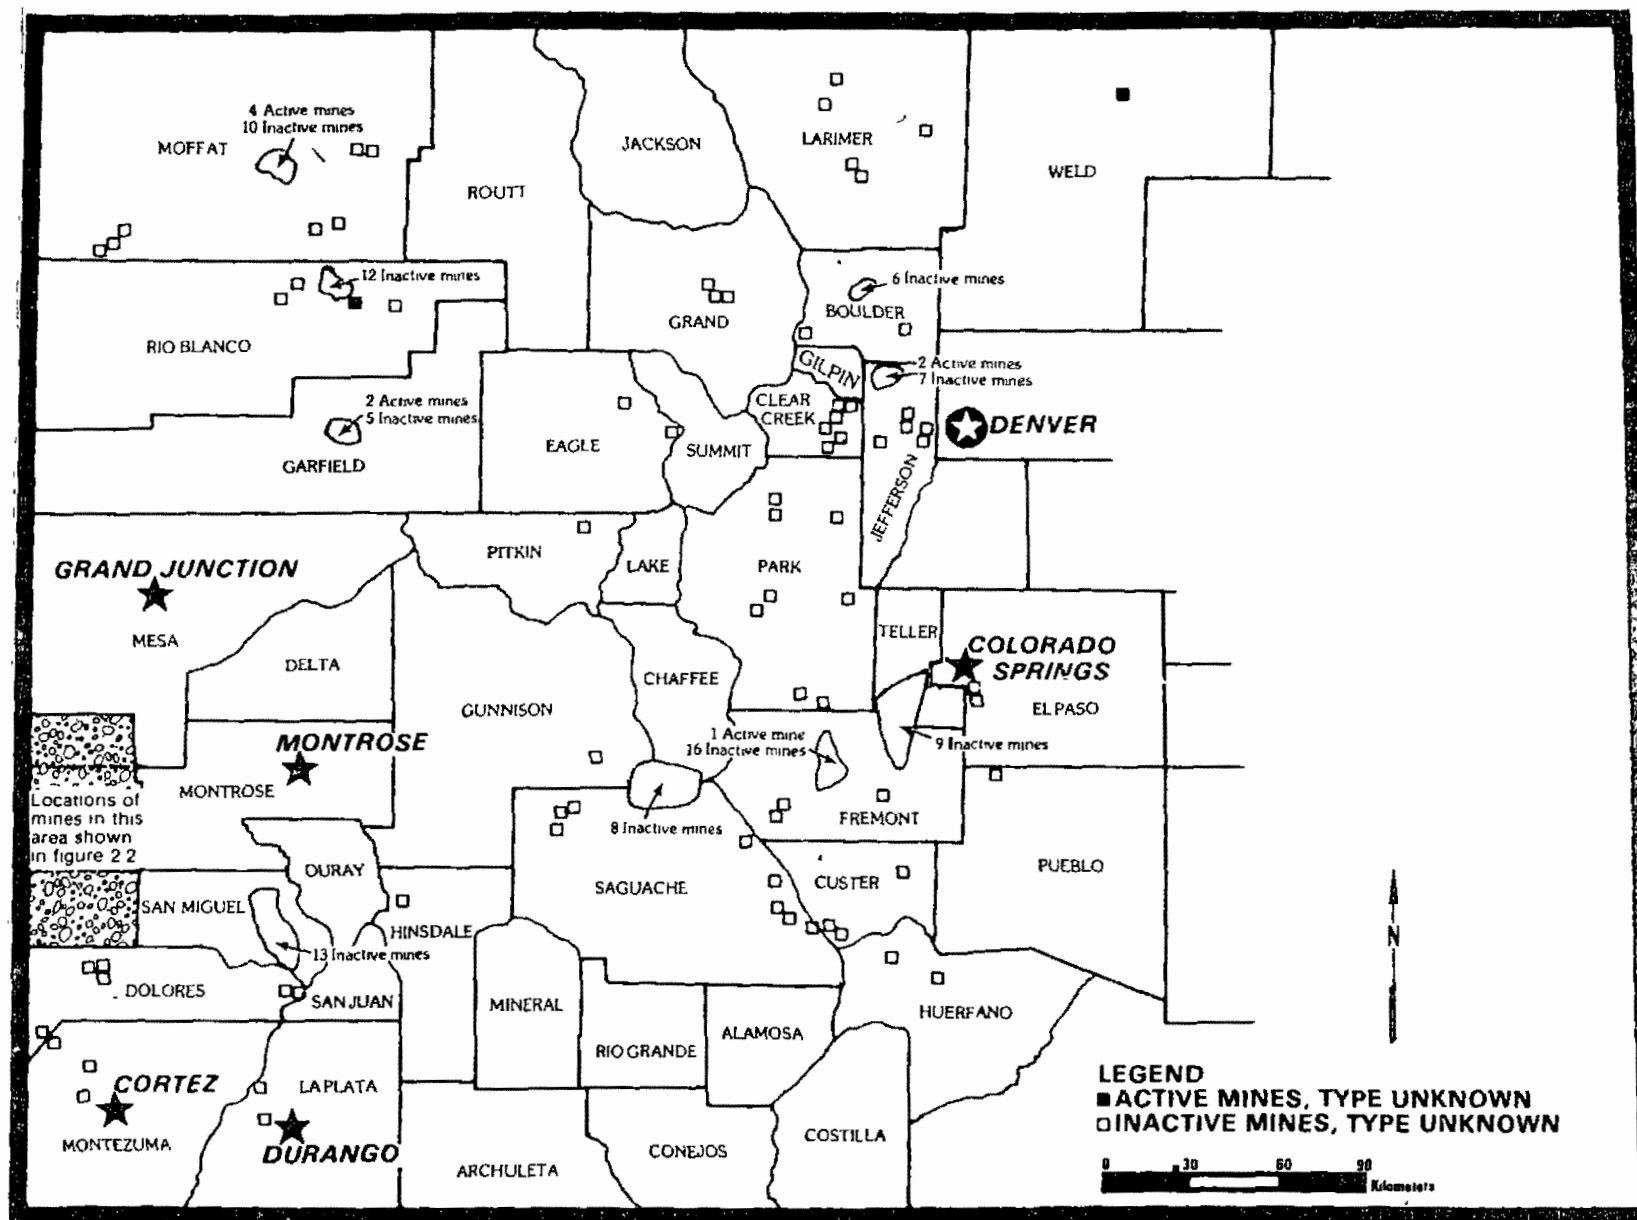 4 Active mines
10 Inactive mines
MOFFAT
JACKSON
LARIMER
WELD
ROUTT
12 Inactive mines
6 Inactive mines
BOULDER
GRAND
RIO BLANCO
GILPIN
2 Active mines
7 Inactive mines
2 Active mines
5 Inactive mines
CLEAR
CREEK
DENVER
EAGLE
SUMMIT
GARFIELD
JEFFERSON
PITKIN
LAKE
PARK
GRAND JUNCTION
MESA
TELLER
COLORADO
SPRINGS
DELTA
CHAFFEE
GUNNISON
EL PASO
MONTROSE
1 Active mine
16 Inactive mines
9 Inactive mines
MONTROSE
Locations of
mines in this
area shown
in figure 2 2
8 Inactive mines
FREMONT
DURAY
PUEBLO
SAGUACHE
CUSTER
SAN MIGUEL
HINSDALE
13 Inactive mines
N
DOLORES
SAN JUAN
MINERAL
HUERFANO
ALAMOSA
RIO GRANDE
CORTEZ
LA PLATA
MONTEZUMA
DURANGO
ARCHULETA
CONEJOS
COSTILLA
LEGEND
ACTIVE MINES, TYPE UNKNOWN
INACTIVE MINES, TYPE UNKNOWN
0 30 60 90
Kilometers